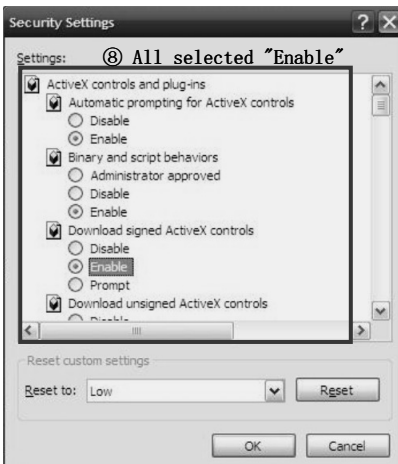 Security Settings
Settings:
⑧ All selected "Enable"
ActiveX controls and plug-ins
Automatic prompting for ActiveX controls
Disable
Enable
Binary and script behaviors
Administrator approved
Disable
Enable
Download signed ActiveX controls
Disable
Enable
Prompt
Download unsigned ActiveX controls
Disable
Reset custom settings
Reset to: Low Reset
OK Cancel